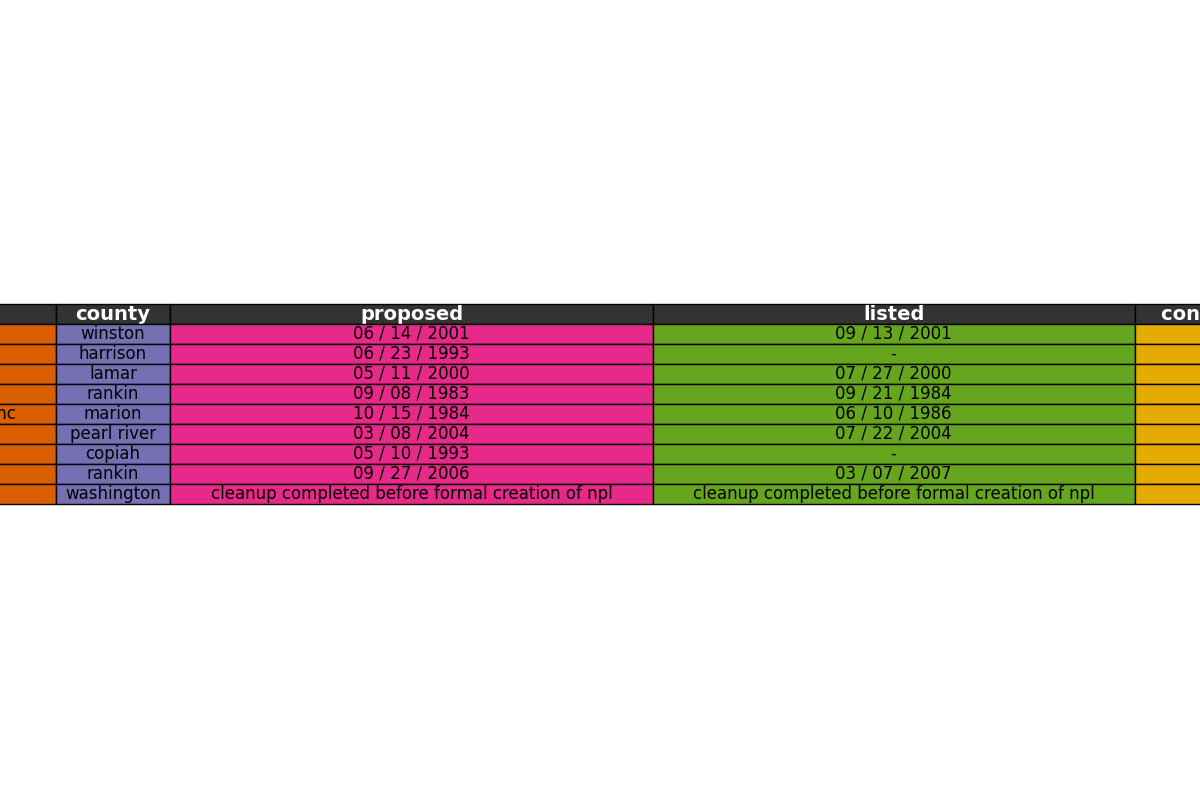 county proposed listed con
winston 06 / 14 / 2001 09 / 13 / 2001
harrison 06 / 23 / 1993 -
lamar 05 / 11 / 2000 07 / 27 / 2000
rankin 09 / 08 / 1983 09 / 21 / 1984
nc marion 10 / 15 / 1984 06 / 10 / 1986
pearl river 03 / 08 / 2004 07 / 22 / 2004
copiah 05 / 10 / 1993 -
rankin 09 / 27 / 2006 03 / 07 / 2007
washington cleanup completed before formal creation of npl cleanup completed before formal creation of npl